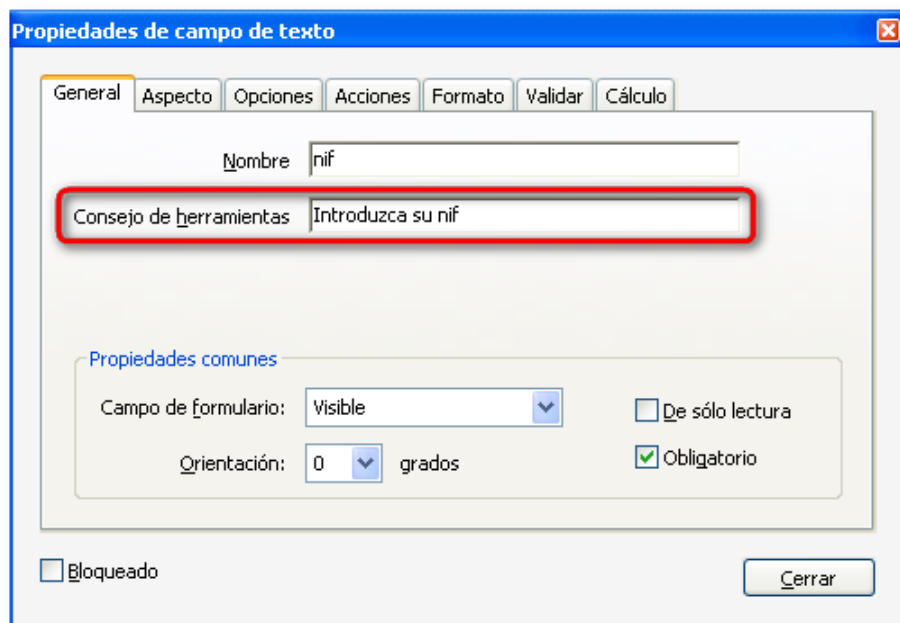 Propiedades de campo de texto
General Aspecto Opciones Acciones Formato Validar Cálculo
Nombre nif
Consejo de herramientas Introduzca su nif
Propiedades comunes
Campo de formulario: Visible De sólo lectura
Orientación: 0 grados Obligatorio
Bloqueado Cerrar